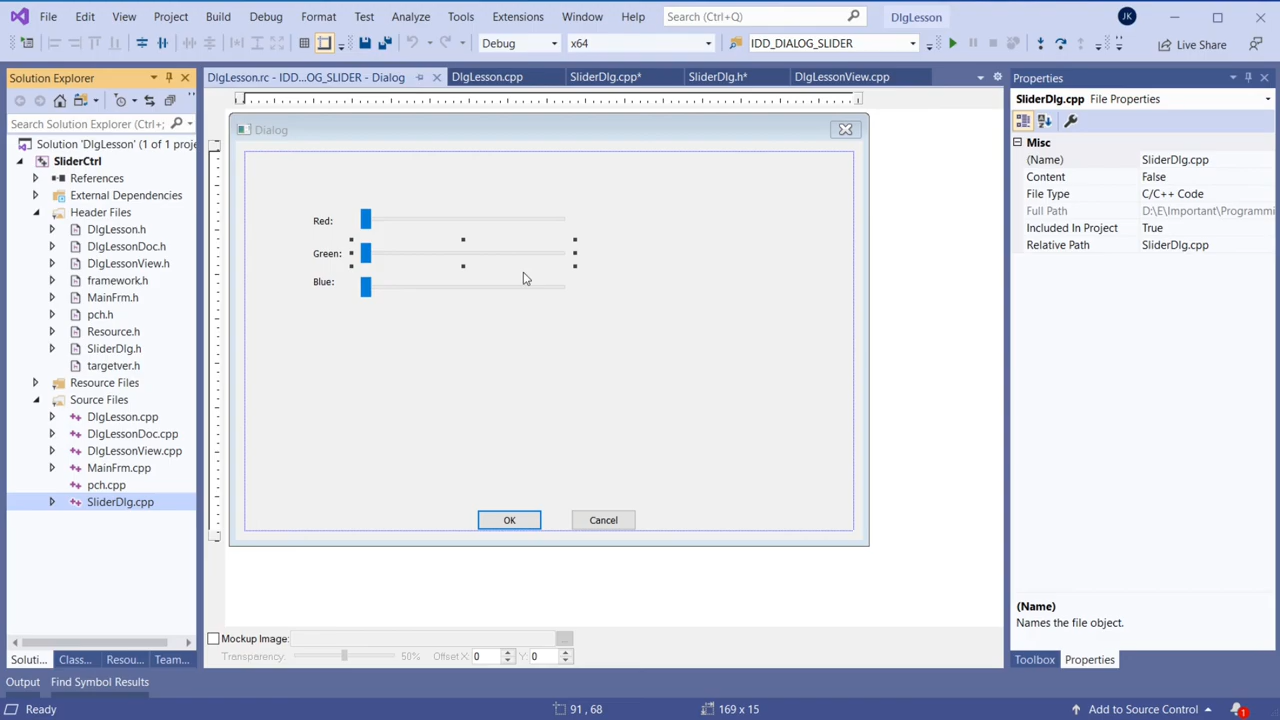 File Edit View Project Build Debug Format Test Analyze Tools Extensions Window Help Search (Ctrl+Q) DlgLesson JK
Debug x64 IDD_DIALOG_SLIDER Live Share
Solution Explorer
DlgLesson.rc - IDD...OG_SLIDER - Dialog DlgLesson.cpp SliderDlg.cpp* SliderDlg.h* DlgLessonView.cpp
Properties
Search Solution Explorer (Ctrl+;)
SliderDlg.cpp File Properties
Solution 'DlgLesson' (1 of 1 proj
SliderCtrl
References
External Dependencies
Header Files
DlgLesson.h
DlgLessonDoc.h
DlgLessonView.h
framework.h
MainFrm.h
pch.h
Resource.h
SliderDlg.h
targetver.h
Resource Files
Source Files
DlgLesson.cpp
DlgLessonDoc.cpp
DlgLessonView.cpp
MainFrm.cpp
pch.cpp
SliderDlg.cpp
Dialog
Red:
Green:
Blue:
OK Cancel
Mockup Image: ...
Transparency: 50% Offset X: 0 Y: 0
Misc
(Name) SliderDlg.cpp
Content False
File Type C/C++ Code
Full Path D:\E\Important\Programmi
Included In Project True
Relative Path SliderDlg.cpp
(Name)
Names the file object.
Soluti... Class... Resou... Team...
Toolbox Properties
Output Find Symbol Results
Ready 91 , 68 169 x 15 Add to Source Control 1